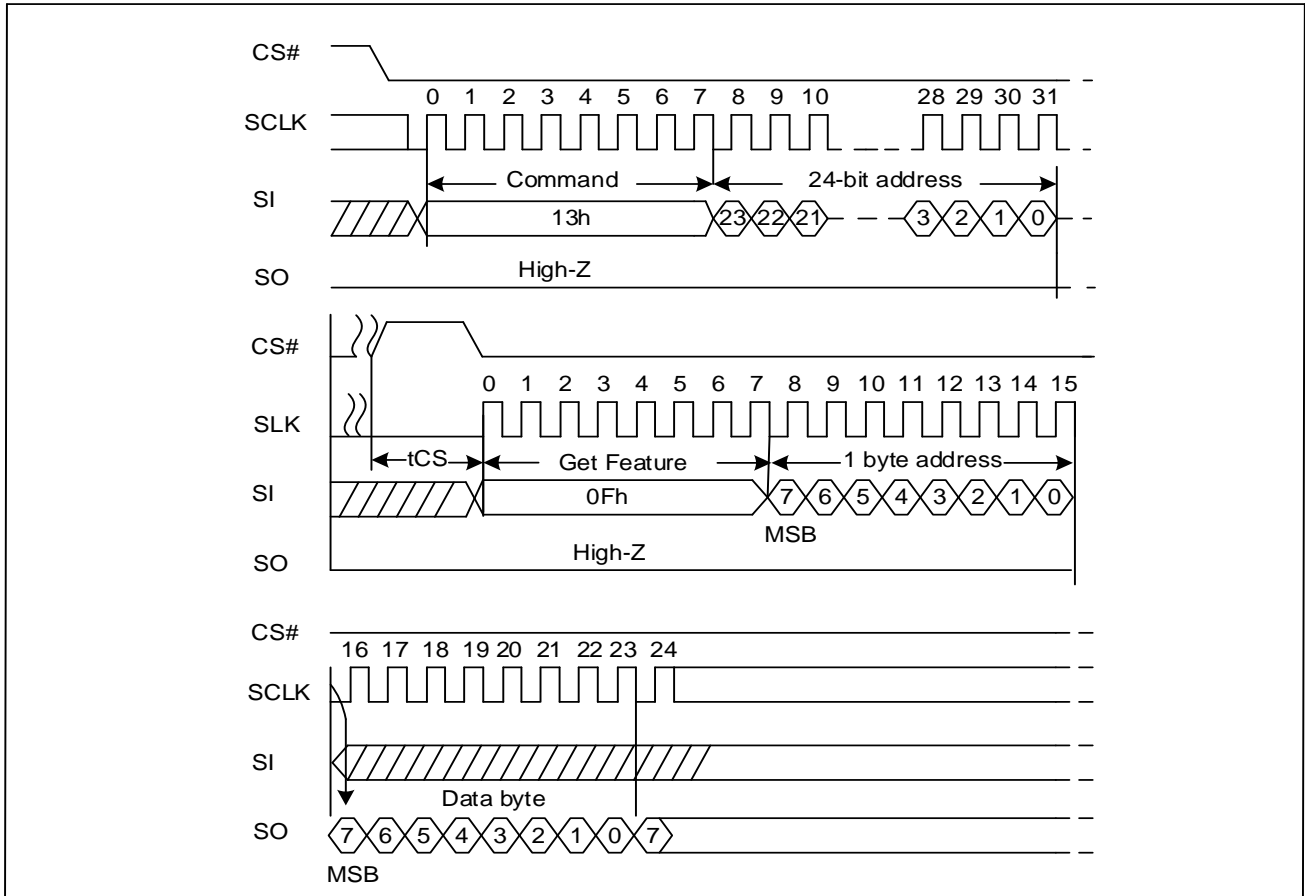 CS#
0 1 2 3 4 5 6 7 8 9 10 28 29 30 31
SCLK
Command 24-bit address
SI
13h 23 22 21 3 2 1 0
High-Z
SO
CS#
0 1 2 3 4 5 6 7 8 9 10 11 12 13 14 15
SLK
tCS Get Feature 1 byte address
SI
0Fh 7 6 5 4 3 2 1 0
MSB
High-Z
SO
CS#
16 17 18 19 20 21 22 23 24
SCLK
SI
Data byte
SO 7 6 5 4 3 2 1 0 7
MSB